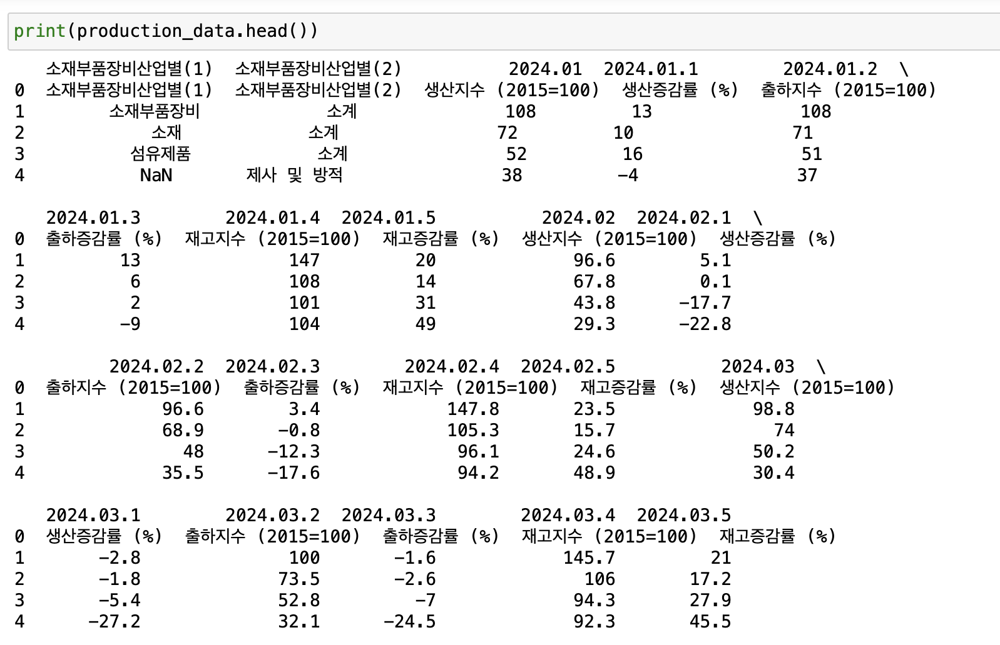 print(production_data.head())
소재부품장비산업별(1) 소재부품장비산업별(2) 2024.01 2024.01.1 2024.01.2 \
0 소재부품장비산업별(1) 소재부품장비산업별(2) 생산지수 (2015=100) 생산증감률 (%) 출하지수 (2015=100)
1 소재부품장비 소계 108 13 108
2 소재 소계 72 10 71
3 섬유제품 소계 52 16 51
4 NaN 제사 및 방적 38 -4 37
2024.01.3 2024.01.4 2024.01.5 2024.02 2024.02.1 \
0 출하증감률 (%) 재고지수 (2015=100) 재고증감률 (%) 생산지수 (2015=100) 생산증감률 (%)
1 13 147 20 96.6 5.1
2 6 108 14 67.8 0.1
3 2 101 31 43.8 -17.7
4 -9 104 49 29.3 -22.8
2024.02.2 2024.02.3 2024.02.4 2024.02.5 2024.03 \
0 출하지수 (2015=100) 출하증감률 (%) 재고지수 (2015=100) 재고증감률 (%) 생산지수 (2015=100)
1 96.6 3.4 147.8 23.5 98.8
2 68.9 -0.8 105.3 15.7 74
3 48 -12.3 96.1 24.6 50.2
4 35.5 -17.6 94.2 48.9 30.4
2024.03.1 2024.03.2 2024.03.3 2024.03.4 2024.03.5
0 생산증감률 (%) 출하지수 (2015=100) 출하증감률 (%) 재고지수 (2015=100) 재고증감률 (%)
1 -2.8 100 -1.6 145.7 21
2 -1.8 73.5 -2.6 106 17.2
3 -5.4 52.8 -7 94.3 27.9
4 -27.2 32.1 -24.5 92.3 45.5